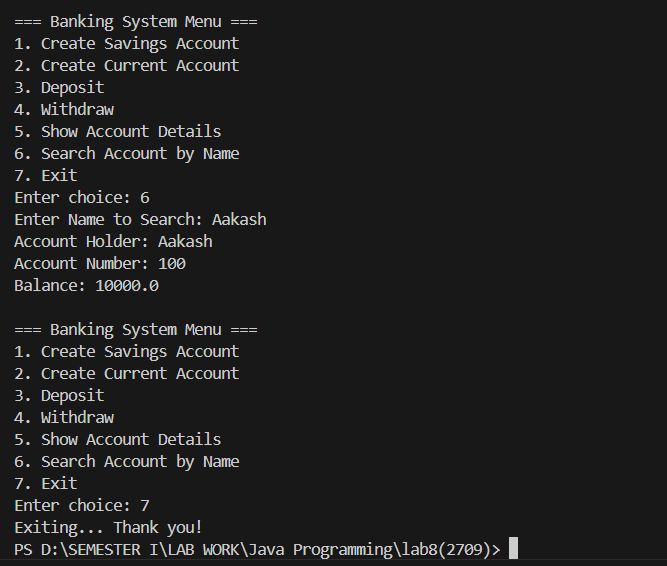 === Banking System Menu ===
1. Create Savings Account
2. Create Current Account
3. Deposit
4. Withdraw
5. Show Account Details
6. Search Account by Name
7. Exit
Enter choice: 6
Enter Name to Search: Aakash
Account Holder: Aakash
Account Number: 100
Balance: 10000.0
=== Banking System Menu ===
1. Create Savings Account
2. Create Current Account
3. Deposit
4. Withdraw
5. Show Account Details
6. Search Account by Name
7. Exit
Enter choice: 7
Exiting... Thank you!
PS D:\SEMESTER I\LAB WORK\Java Programming\lab8(2709)>